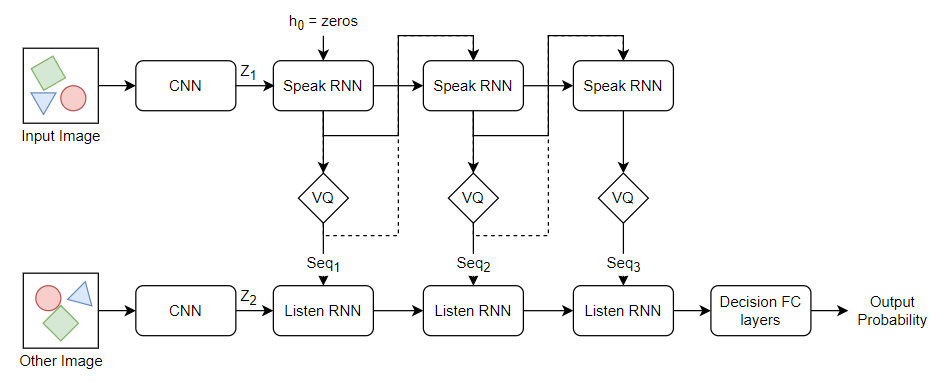 h₀ = zeros
Input Image
CNN
Z₁
Speak RNN
Speak RNN
Speak RNN
VQ
VQ
VQ
Seq₁
Seq₂
Seq₃
Other Image
CNN
Z₂
Listen RNN
Listen RNN
Listen RNN
Decision FC
layers
Output
Probability